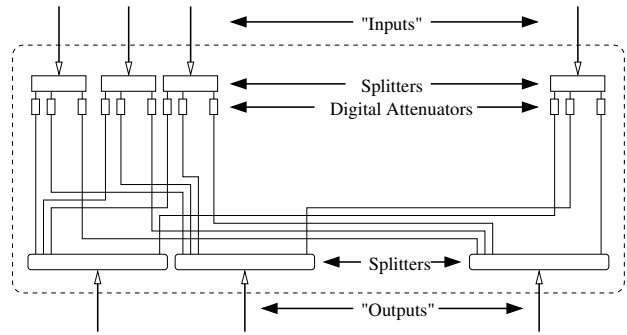 "Inputs"
Splitters
Digital Attenuators
Splitters
"Outputs"